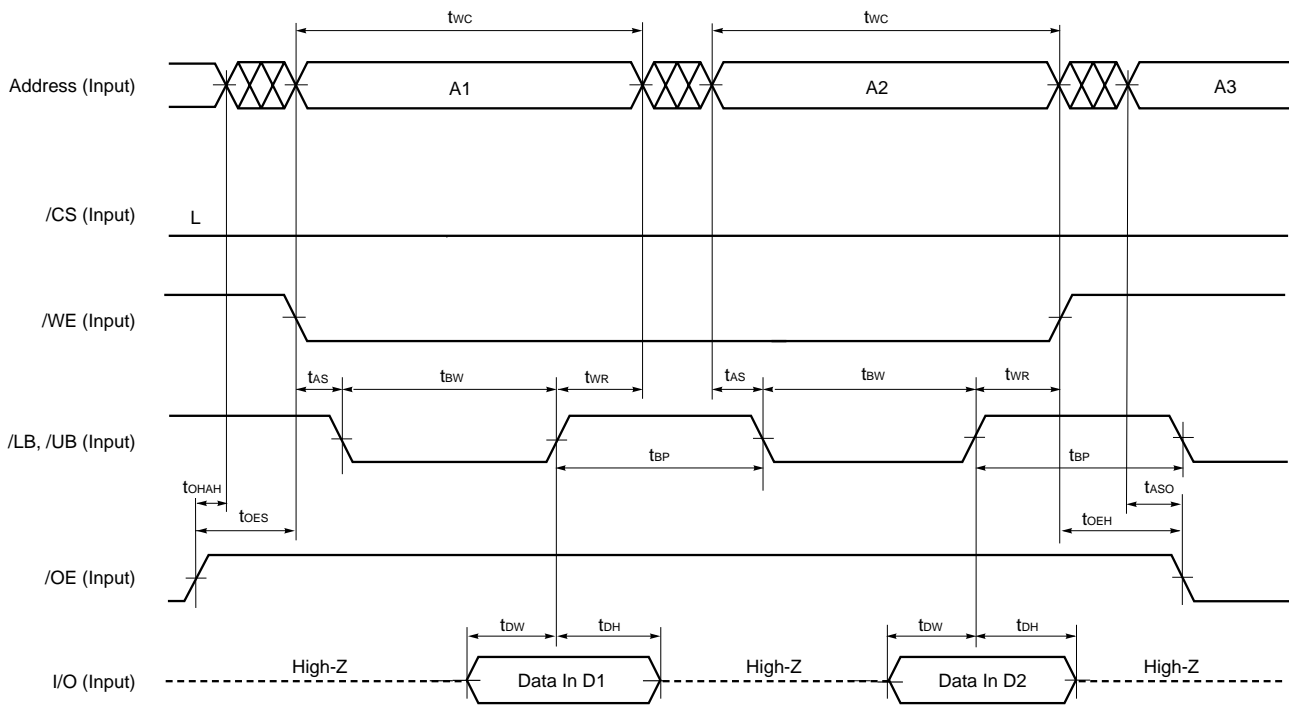 tWC tWC
Address (Input) A1 A2 A3
/CS (Input) L
/WE (Input)
tAS tBW tWR tAS tBW tWR
/LB, /UB (Input)
tBP tBP
tOHAH tASO
tOES tOEH
/OE (Input)
tDW tDH tDW tDH
I/O (Input) High-Z Data In D1 High-Z Data In D2 High-Z